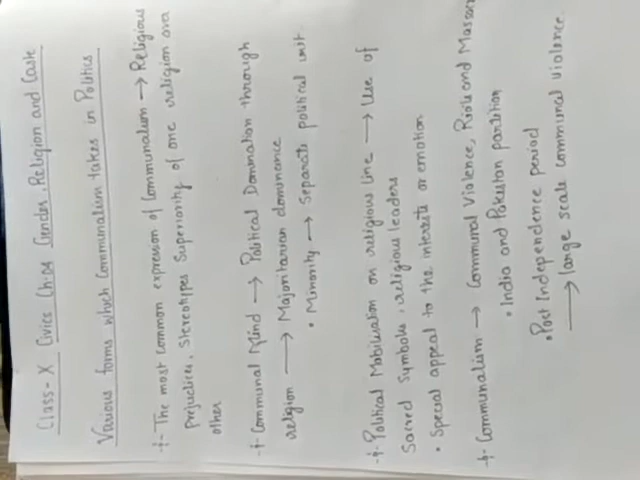 Class-X Civics Ch:04 Gender, Religion and Caste
Various forms which Communalism takes in Politics
The most common expression of Communalism → Religious
Prejudices, Stereotypes Superiority of one religion over
other
Communal Mind → Political Domination through
religion → Majoritarian dominance
• Minority → Separate political unit.
Political Mobilisation on religious line → Use of
Sacred Symbols, religious leaders
• Special appeal to the interests or emotion
Communalism → Communal Violence, Riots and Massacre
• India and Pakistan partition
• Post Independence period
→ large scale communal violence.